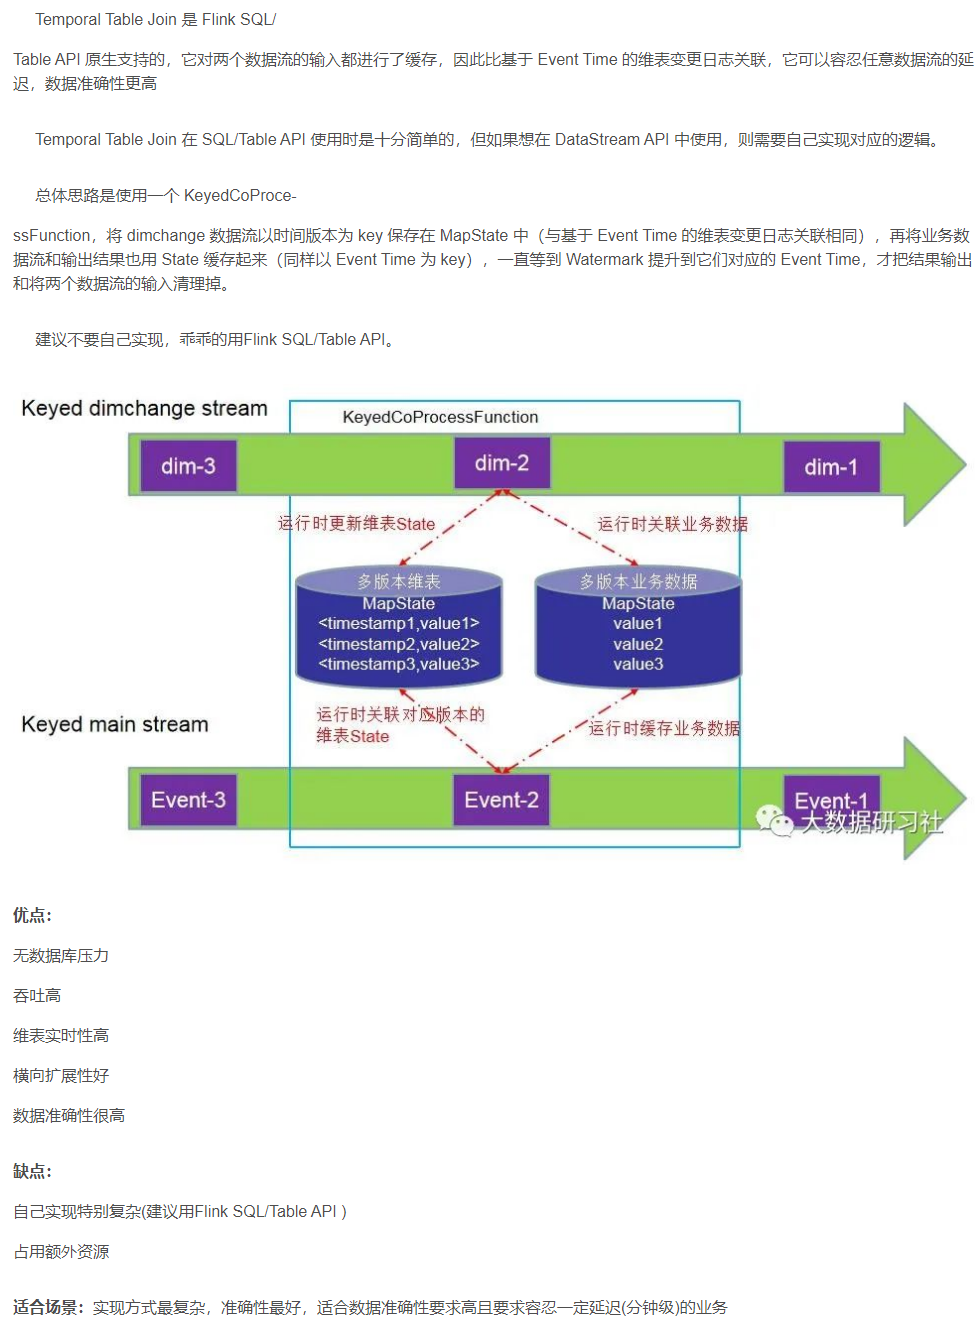 Temporal Table Join 是 Flink SQL/
Table API 原生支持的，它对两个数据流的输入都进行了缓存，因此比基于 Event Time 的维表变更日志关联，它可以容忍任意数据流的延
迟，数据准确性更高
Temporal Table Join 在 SQL/Table API 使用时是十分简单的，但如果想在 DataStream API 中使用，则需要自己实现对应的逻辑。
总体思路是使用一个 KeyedCoProce-
ssFunction，将 dimchange 数据流以时间版本为 key 保存在 MapState 中（与基于 Event Time 的维表变更日志关联相同），再将业务数
据流和输出结果也用 State 缓存起来（同样以 Event Time 为 key），一直等到 Watermark 提升到它们对应的 Event Time，才把结果输出
和将两个数据流的输入清理掉。
建议不要自己实现，乖乖的用Flink SQL/Table API。
Keyed dimchange stream
KeyedCoProcessFunction
dim-3
dim-2
dim-1
运行时更新维表State
运行时关联业务数据
多版本维表
MapState
<timestamp1,value1>
<timestamp2,value2>
<timestamp3,value3>
多版本业务数据
MapState
value1
value2
value3
Keyed main stream
运行时关联对应版本的
维表State
运行时缓存业务数据
Event-3
Event-2
Event-1
大数据研习社
优点：
无数据库压力
吞吐高
维表实时性高
横向扩展性好
数据准确性很高
缺点：
自己实现特别复杂(建议用Flink SQL/Table API )
占用额外资源
适合场景：实现方式最复杂，准确性最好，适合数据准确性要求高且要求容忍一定延迟(分钟级)的业务